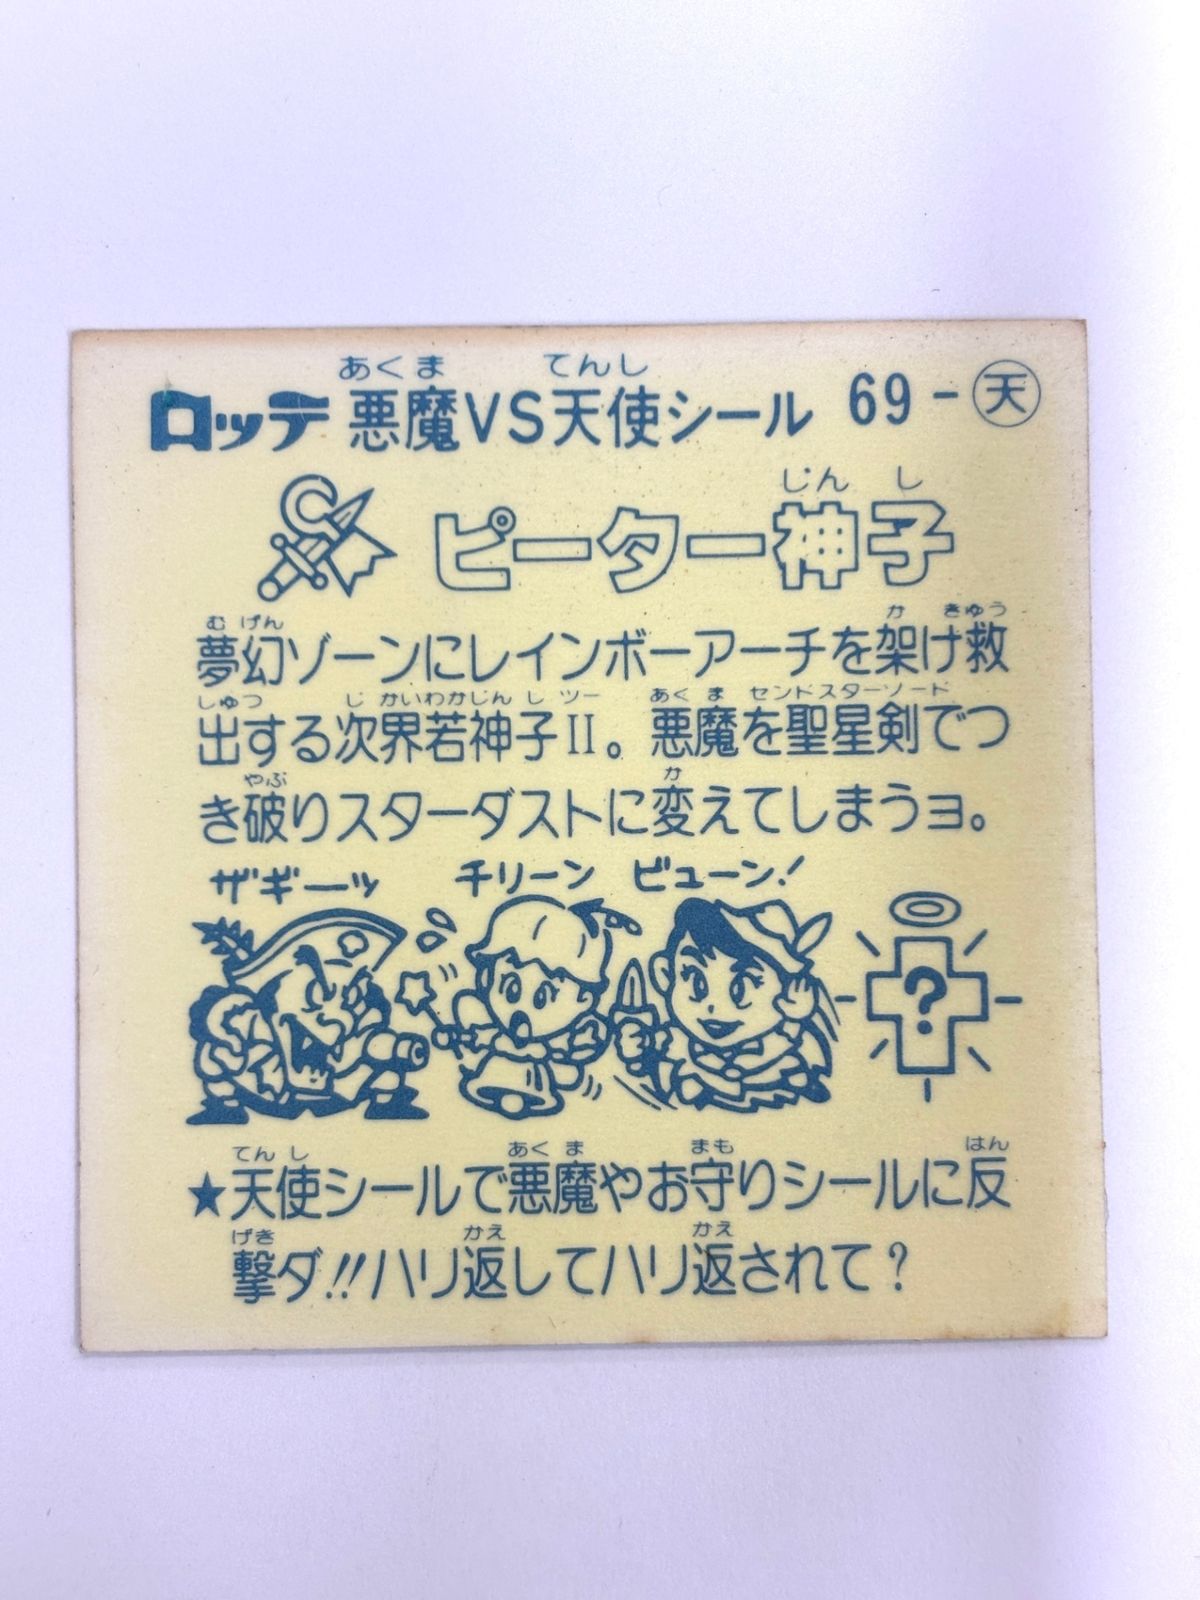 あくま てんし
ロッテ 悪魔VS天使シール 69-天
じん し
ピーター神子
む げん か きゅう
夢幻ゾーンにレインボーアーチを架け救
しゅつ じ かいわかじん し ツー あく ま センドスターソード
出する次界若神子II。悪魔を聖星剣でつ
やぶ か
き破りスターダストに変えてしまうヨ。
ザギーッ チリーン ビューン!
?
てん し あく ま まも はん
★天使シールで悪魔やお守りシールに反
げき かえ かえ
撃ダ!!ハリ返してハリ返されて?